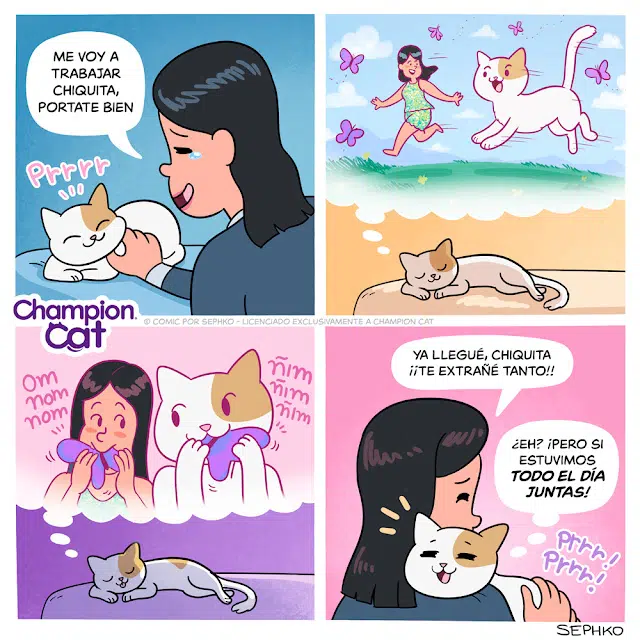 ME VOY A
TRABAJAR
CHIQUITA,
PORTATE BIEN
Prrrr
Champion
Cat
© COMIC POR SEPHKO - LICENCIADO EXCLUSIVAMENTE A CHAMPION CAT
Om
nom
nom
ñim
ñim
ñim
YA LLEGUÉ, CHIQUITA
¡¡TE EXTRAÑÉ TANTO!!
¿EH? ¡PERO SI
ESTUVIMOS
TODO EL DÍA
JUNTAS!
Prrr!
Prrr!
SEPHKO